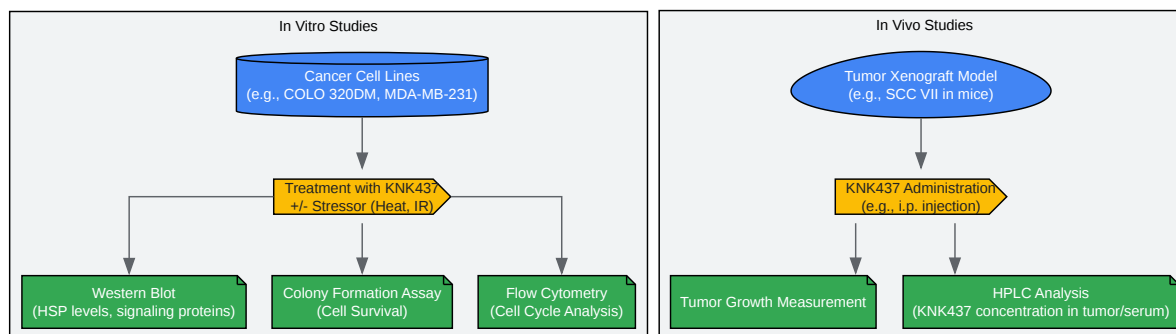 In Vitro Studies
Cancer Cell Lines
(e.g., COLO 320DM, MDA-MB-231)
Treatment with KNK437
+/- Stressor (Heat, IR)
Western Blot
(HSP levels, signaling proteins)
Colony Formation Assay
(Cell Survival)
Flow Cytometry
(Cell Cycle Analysis)
In Vivo Studies
Tumor Xenograft Model
(e.g., SCC VII in mice)
KNK437 Administration
(e.g., i.p. injection)
Tumor Growth Measurement
HPLC Analysis
(KNK437 concentration in tumor/serum)